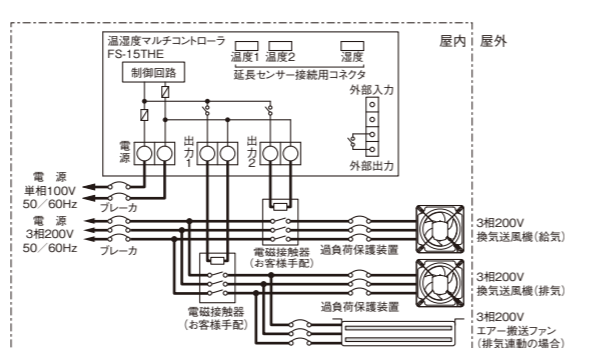 屋内 屋外
温湿度マルチコントローラ
FS-15THE
制御回路
温度1 温度2 湿度
延長センサー接続用コネクタ
外部入力
外部出力
電源
出力1
出力2
電 源
単相100V
50/60Hz
ブレーカ
電 源
3相200V
50/60Hz
ブレーカ
電磁接触器
(お客様手配)
過負荷保護装置
3相200V
換気送風機(給気)
電磁接触器
(お客様手配)
過負荷保護装置
3相200V
換気送風機(排気)
3相200V
エアー搬送ファン
(排気連動の場合)